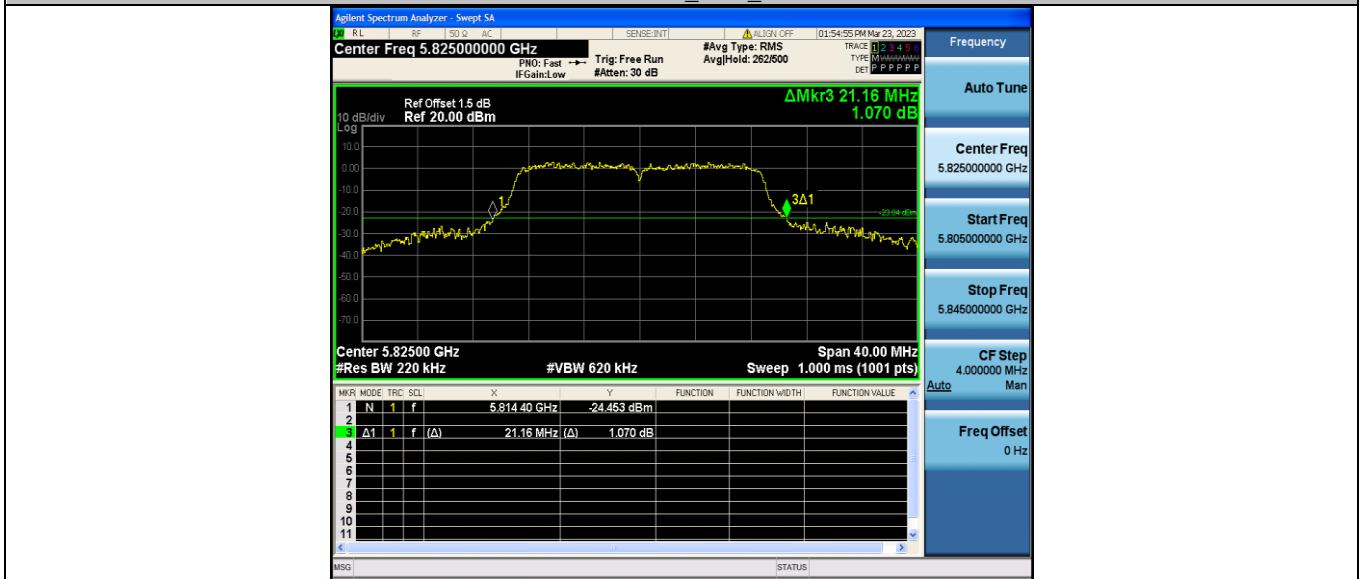 Agilent Spectrum Analyzer - Swept SA
RL RF 50 Ω AC SENSE:INT ALIGN OFF 01:54:55 PM Mar 23, 2023
Center Freq 5.825000000 GHz
PNO: Fast
IFGain:Low
Trig: Free Run
#Atten: 30 dB
#Avg Type: RMS
Avg|Hold: 262/500
TRACE 1 2 3 4 5 6
TYPE M
DET P P P P P P
ΔMkr3 21.16 MHz
1.070 dB
Ref Offset 1.5 dB
10 dB/div Ref 20.00 dBm
Log
10.0
0.00
-10.0
-20.0
-30.0
-40.0
-50.0
-60.0
-70.0
1
3Δ1
Center 5.82500 GHz Span 40.00 MHz
#Res BW 220 kHz #VBW 620 kHz Sweep 1.000 ms (1001 pts)
MKR MODE TRC SCL X Y FUNCTION FUNCTION WIDTH FUNCTION VALUE
1 N 1 f 5.814 40 GHz -24.453 dBm
2
3 Δ1 1 f (Δ) 21.16 MHz (Δ) 1.070 dB
4
5
6
7
8
9
10
11
MSG STATUS
Frequency
Auto Tune
Center Freq
5.825000000 GHz
Start Freq
5.805000000 GHz
Stop Freq
5.845000000 GHz
CF Step
4.000000 MHz
Auto Man
Freq Offset
0 Hz